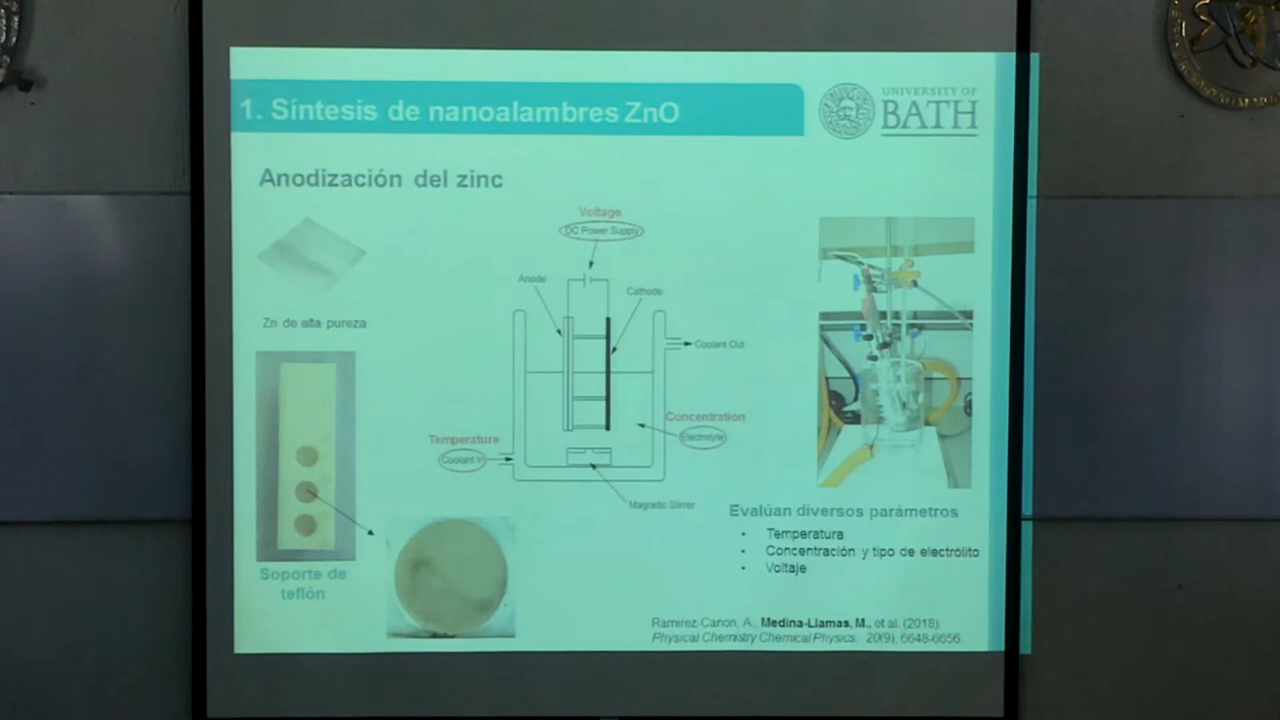 1. Síntesis de nanoalambres ZnO
UNIVERSITY OF
BATH
Anodización del zinc
Voltage
DC Power Supply
Anode
Cathode
Zn de alta pureza
Coolant Out
Concentration
Electrolyte
Temperature
Coolant In
Magnetic Stirrer
Evalúan diversos parámetros
• Temperatura
• Concentración y tipo de electrólito
• Voltaje
Soporte de
teflón
Ramirez-Canon, A., Medina-Llamas, M., et al. (2018).
Physical Chemistry Chemical Physics, 20(9), 6648-6656.